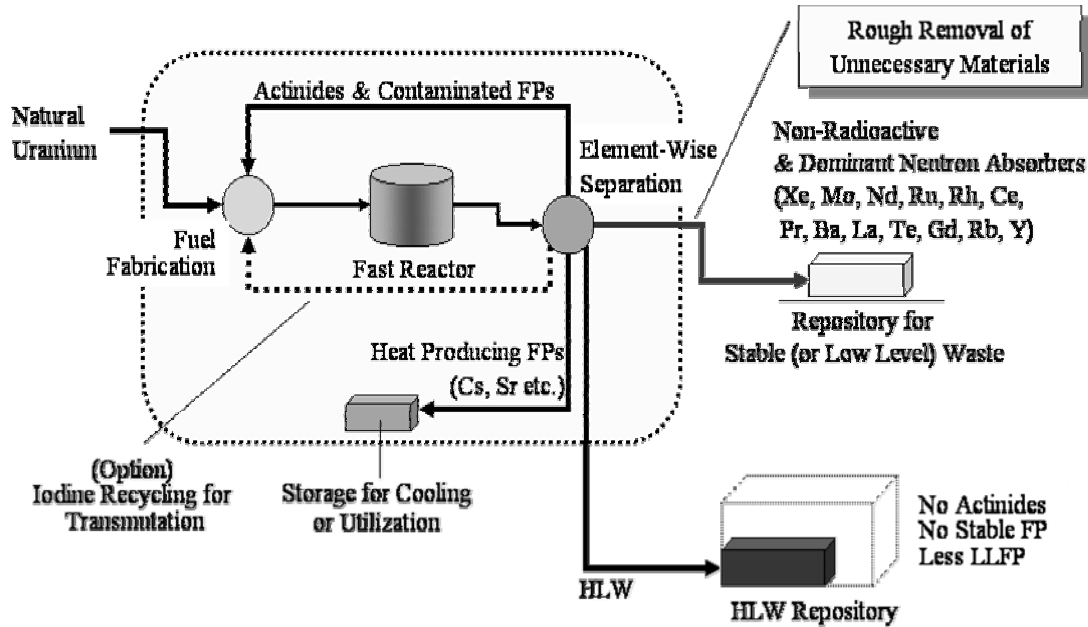 Rough Removal of
Unnecessary Materials
Actinides & Contaminated FPs
Natural
Uranium
Non-Radioactive
& Dominant Neutron Absorbers
(Xe, Mo, Nd, Ru, Rh, Ce,
Pr, Ba, La, Te, Gd, Rb, Y)
Element-Wise
Separation
Fuel
Fabrication
Fast Reactor
Repository for
Stable (or Low Level) Waste
Heat Producing FPs
(Cs, Sr etc.)
(Option)
Iodine Recycling for
Transmutation
Storage for Cooling
or Utilization
No Actinides
No Stable FP
Less LLFP
HLW
HLW Repository